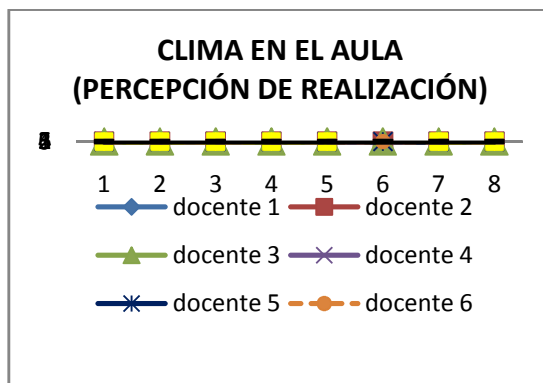 CLIMA EN EL AULA
(PERCEPCIÓN DE REALIZACIÓN)
1 2 3 4 5 6 7 8
docente 1 docente 2
docente 3 docente 4
docente 5 docente 6